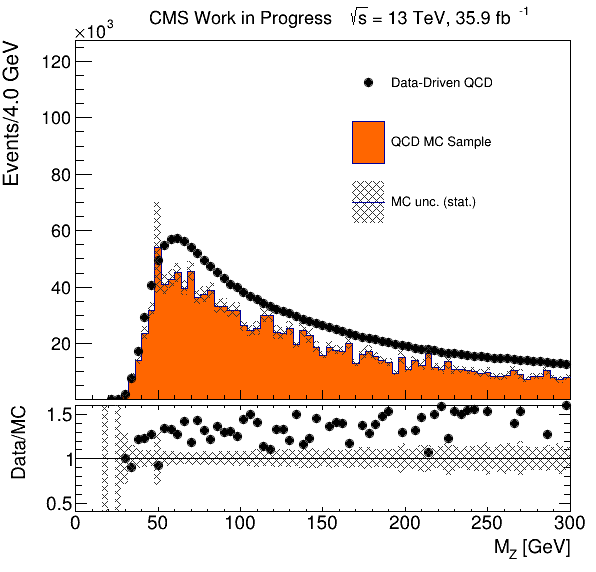 CMS Work in Progress √s = 13 TeV, 35.9 fb⁻¹
×10³
Events/4.0 GeV
120
100
80
60
40
20
Data-Driven QCD
QCD MC Sample
MC unc. (stat.)
Data/MC
1.5
1
0.5
0 50 100 150 200 250 300
M_Z [GeV]